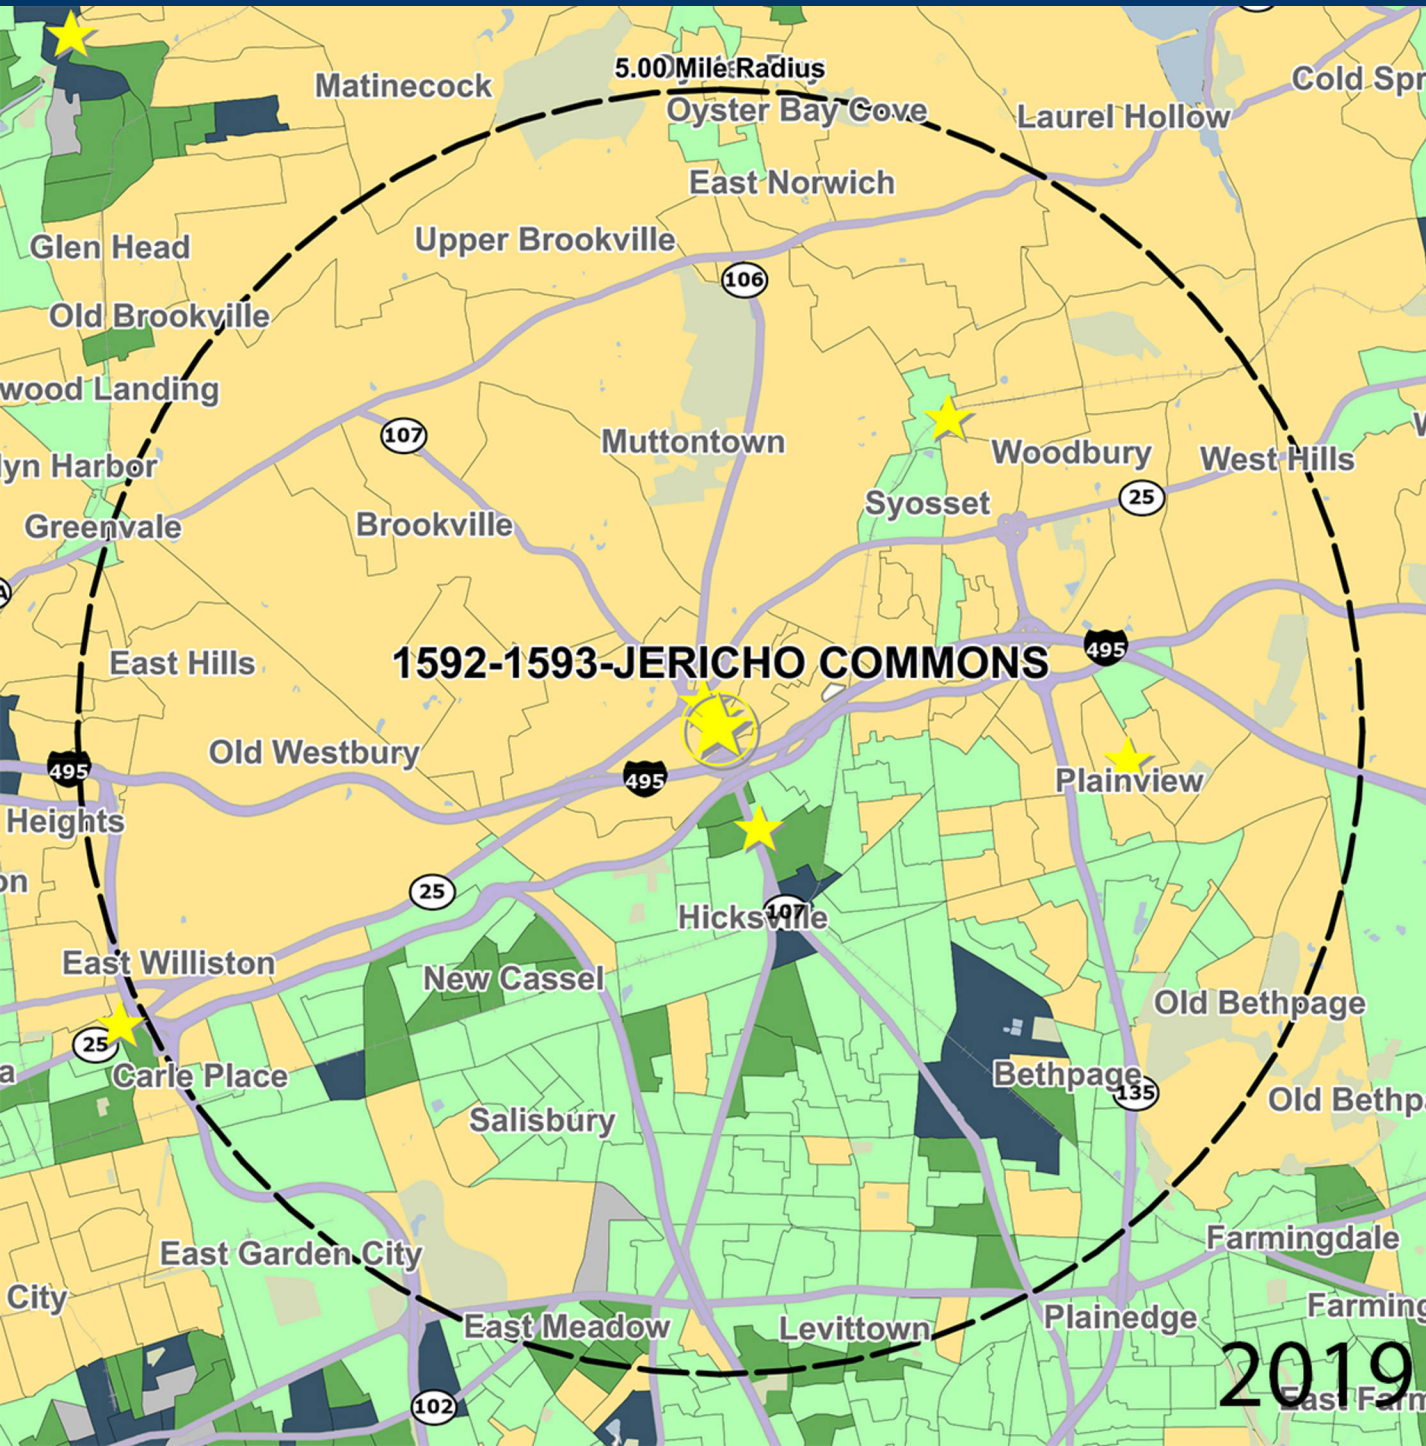 5.00 Mile Radius
Matinecock
Oyster Bay Cove
Laurel Hollow
Cold Spr
East Norwich
Glen Head
Upper Brookville
106
Old Brookville
wood Landing
107
Muttontown
Woodbury
West Hills
lyn Harbor
Syosset
25
Greenvale
Brookville
A
East Hills
1592-1593-JERICHO COMMONS
495
Old Westbury
495
495
Plainview
Heights
on
25
Hicksville
107
East Williston
New Cassel
Old Bethpage
25
a
Carle Place
Bethpage
135
Old Bethp
Salisbury
East Garden City
Farmingdale
City
Farming
East Meadow
Levittown
Plainedge
2019
East Farm
102